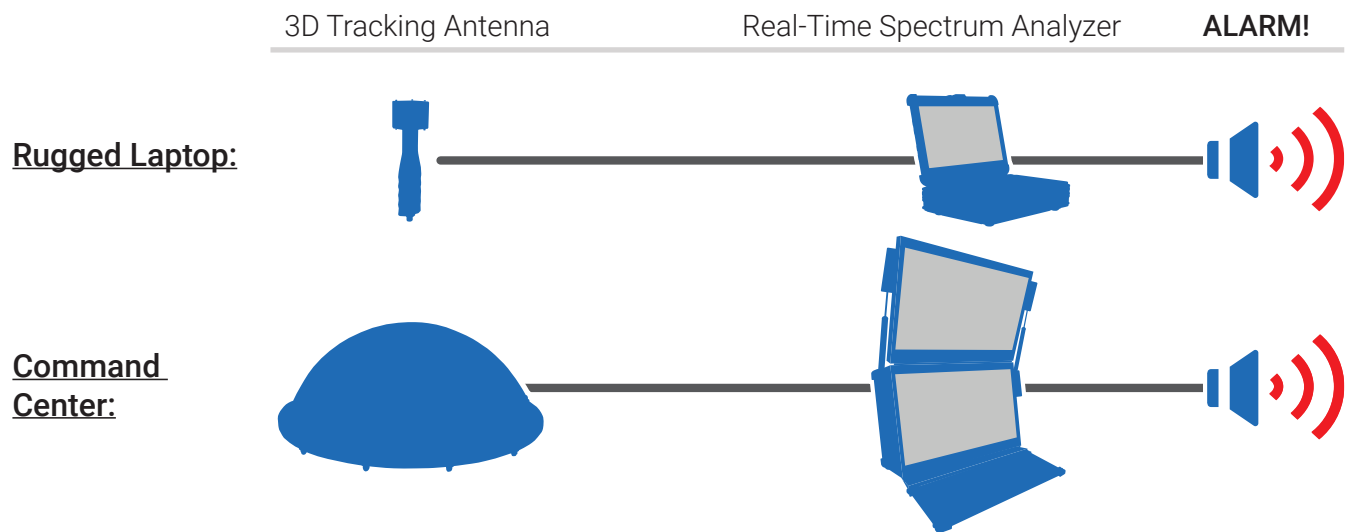 3D Tracking Antenna Real-Time Spectrum Analyzer ALARM!
Rugged Laptop:
Command
Center: